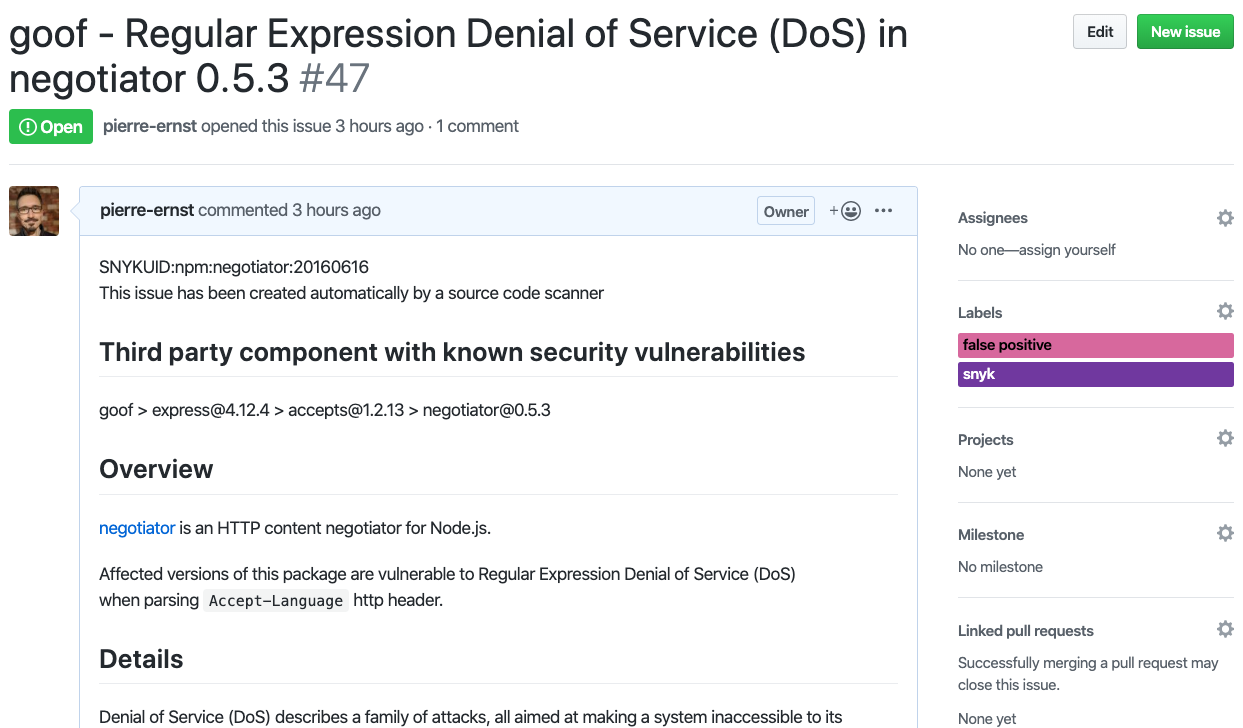 goof - Regular Expression Denial of Service (DoS) in
negotiator 0.5.3 #47
Edit
New issue
Open
pierre-ernst opened this issue 3 hours ago · 1 comment
pierre-ernst commented 3 hours ago
Owner
SNYKUID:npm:negotiator:20160616
This issue has been created automatically by a source code scanner
Third party component with known security vulnerabilities
goof > express@4.12.4 > accepts@1.2.13 > negotiator@0.5.3
Overview
negotiator is an HTTP content negotiator for Node.js.
Affected versions of this package are vulnerable to Regular Expression Denial of Service (DoS)
when parsing Accept-Language http header.
Details
Denial of Service (DoS) describes a family of attacks, all aimed at making a system inaccessible to its
Assignees
No one—assign yourself
Labels
false positive
snyk
Projects
None yet
Milestone
No milestone
Linked pull requests
Successfully merging a pull request may
close this issue.
None yet